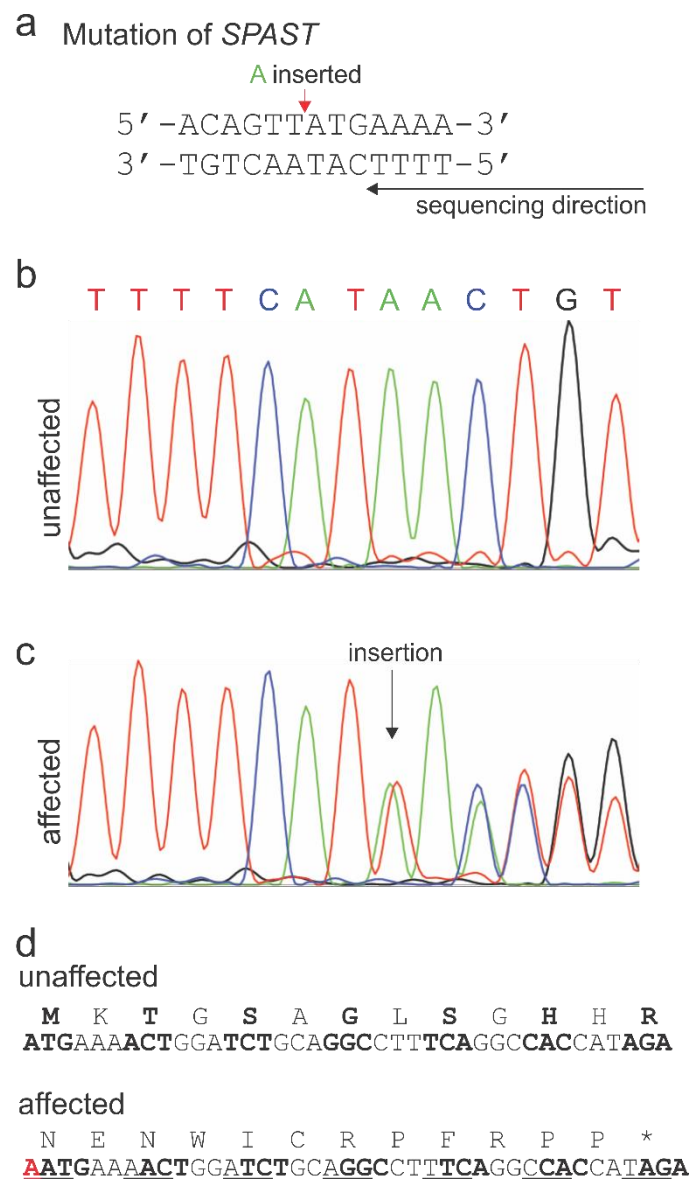 a Mutation of SPAST
A inserted
5′-ACAGTTATGAAAA-3′
3′-TGTCAATACTTTT-5′
sequencing direction
b
T T T T C A T A A C T G T
unaffected
c
insertion
affected
d
unaffected
M K T G S A G L S G H H R
ATGAAAACTGGATCTGCAGGCCTTTCAGGCCACCATAGA
affected
N E N W I C R P F R P P *
AATGAAAACTGGATCTGCAGGCCTTTCAGGCCACCATAGA